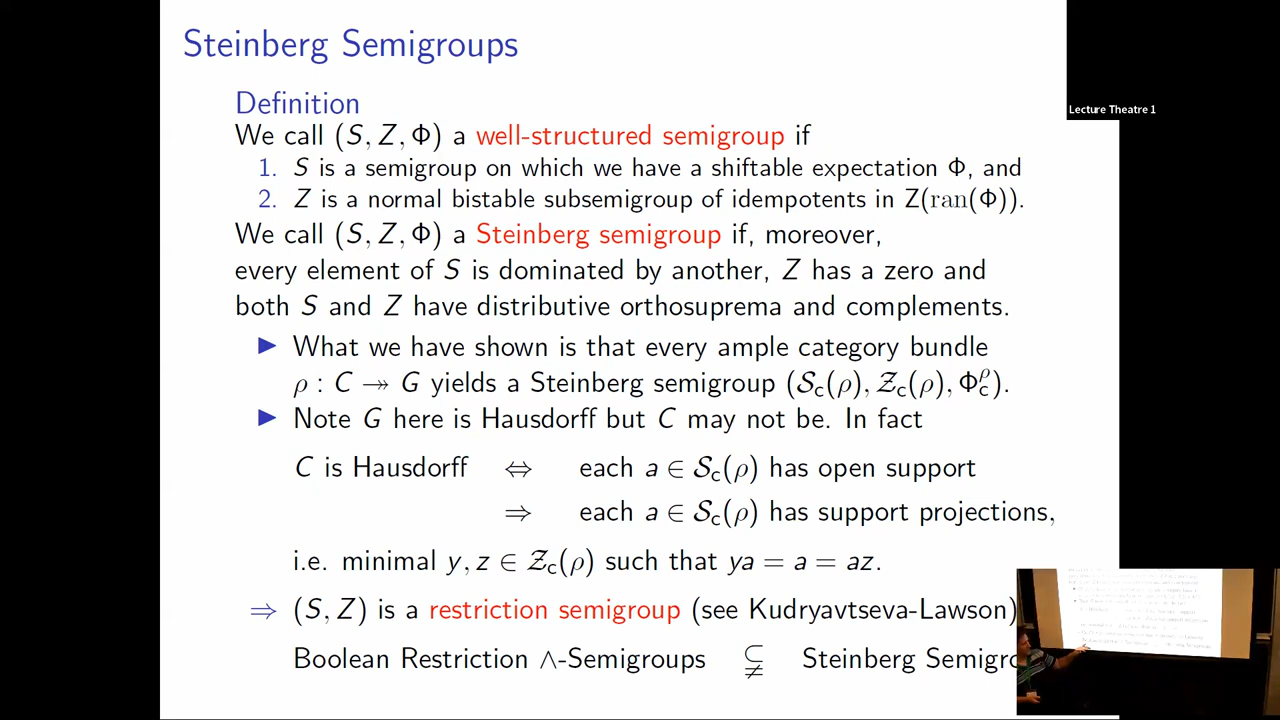 Steinberg Semigroups
Definition
We call (S, Z, Φ) a well-structured semigroup if
1. S is a semigroup on which we have a shiftable expectation Φ, and
2. Z is a normal bistable subsemigroup of idempotents in Z(ran(Φ)).
We call (S, Z, Φ) a Steinberg semigroup if, moreover,
every element of S is dominated by another, Z has a zero and
both S and Z have distributive orthosuprema and complements.
▶ What we have shown is that every ample category bundle
ρ : C ↠ G yields a Steinberg semigroup (𝒮c(ρ), 𝒵c(ρ), Φcρ).
▶ Note G here is Hausdorff but C may not be. In fact
C is Hausdorff ⇔ each a ∈ 𝒮c(ρ) has open support
⇒ each a ∈ 𝒮c(ρ) has support projections,
i.e. minimal y, z ∈ 𝒵c(ρ) such that ya = a = az.
⇒ (S, Z) is a restriction semigroup (see Kudryavtseva-Lawson)
Boolean Restriction ∧-Semigroups ⊊ Steinberg
Lecture Theatre 1